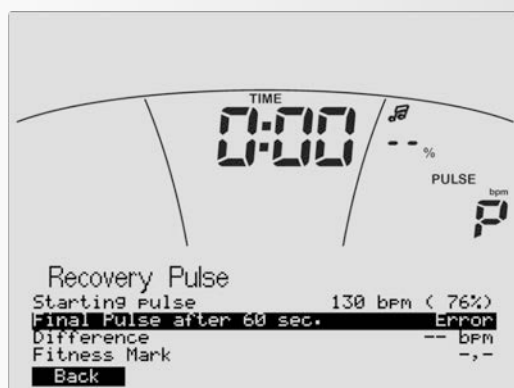 TIME
0:00
-- %
PULSE
bpm
P
Recovery Pulse
Starting pulse 130 bpm ( 76%)
Final Pulse after 60 sec. Error
Difference -- bpm
Fitness Mark -,-
Back